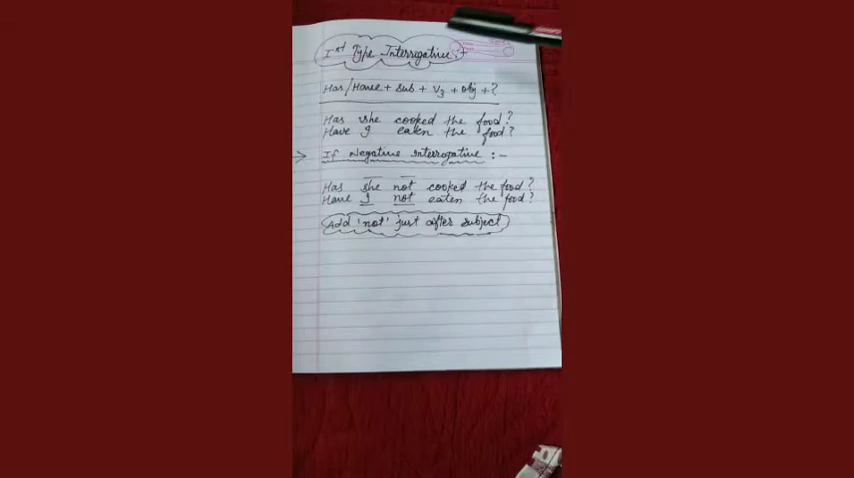 Ist Type Interrogative :-
Has/Have + sub + V3 + obj + ?
Has she cooked the food?
Have I eaten the food?
→ If Negative interrogative :-
Has she not cooked the food?
Have I not eaten the food?
Add 'not' just after subject